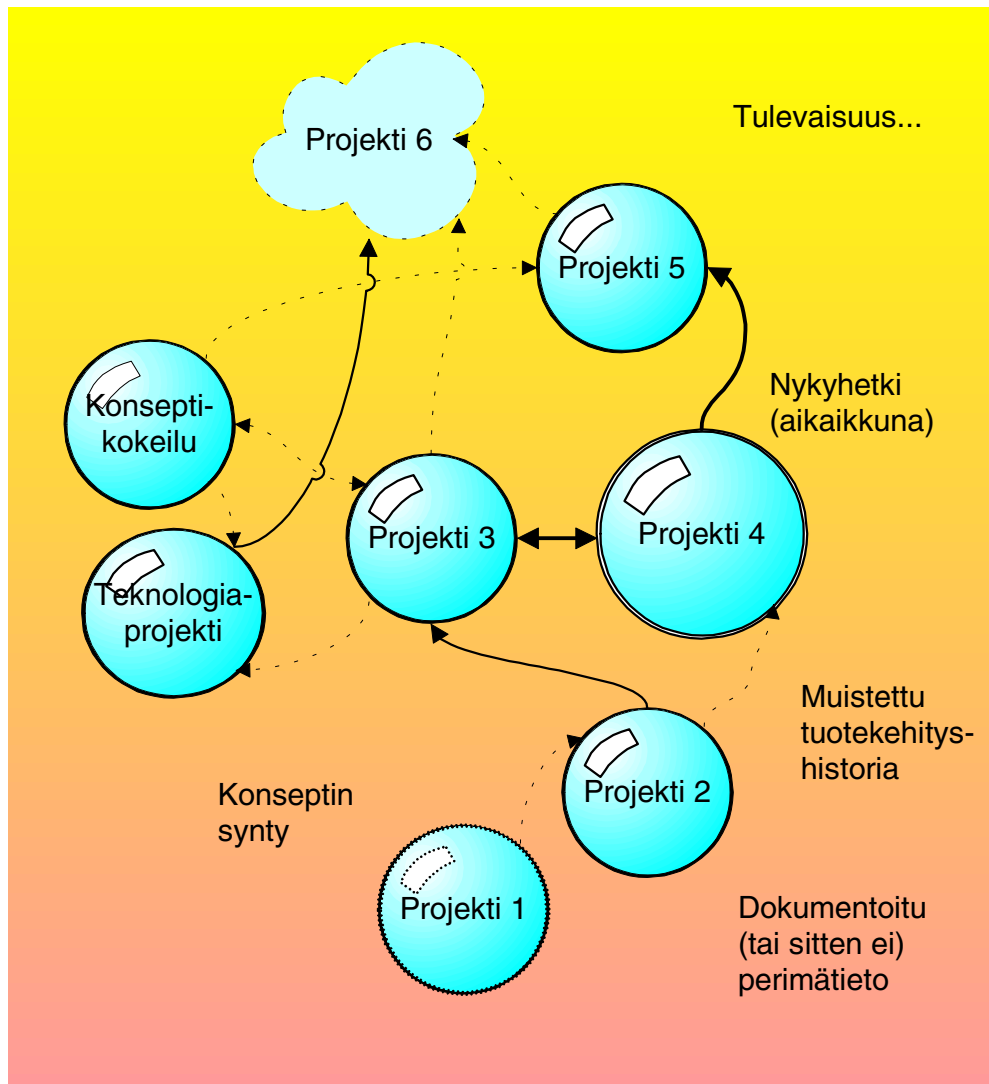 Tulevaisuus...
Projekti 6
Projekti 5
Nykyhetki
(aikaikkuna)
Konsepti-
kokeilu
Projekti 3
Projekti 4
Teknologia-
projekti
Muistettu
tuotekehitys-
historia
Konseptin
synty
Projekti 2
Projekti 1
Dokumentoitu
(tai sitten ei)
perimätieto